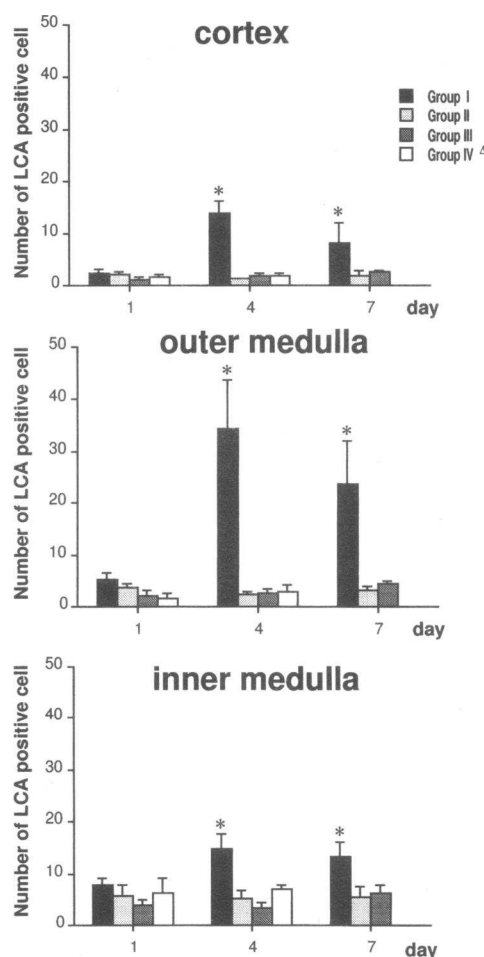 cortex
Number of LCA positive cell
50
40
30
20
10
0
Group I
Group II
Group III
Group IV Δ
*
*
1
4
7
day
outer medulla
Number of LCA positive cell
50
40
30
20
10
0
*
*
1
4
7
day
inner medulla
Number of LCA positive cell
50
40
30
20
10
0
*
*
1
4
7
day